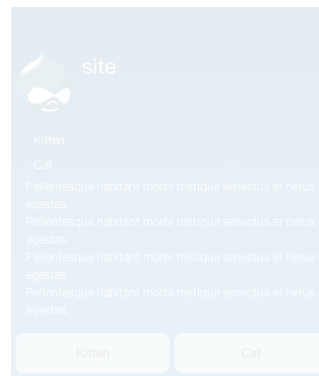 site
Kitten
Cat
Pellentesque habitant morbi tristique senectus et netus
egestas.
Pellentesque habitant morbi tristique senectus et netus
egestas.
Pellentesque habitant morbi tristique senectus et netus
egestas.
Pellentesque habitant morbi tristique senectus et netus
egestas.
Kitten Cat